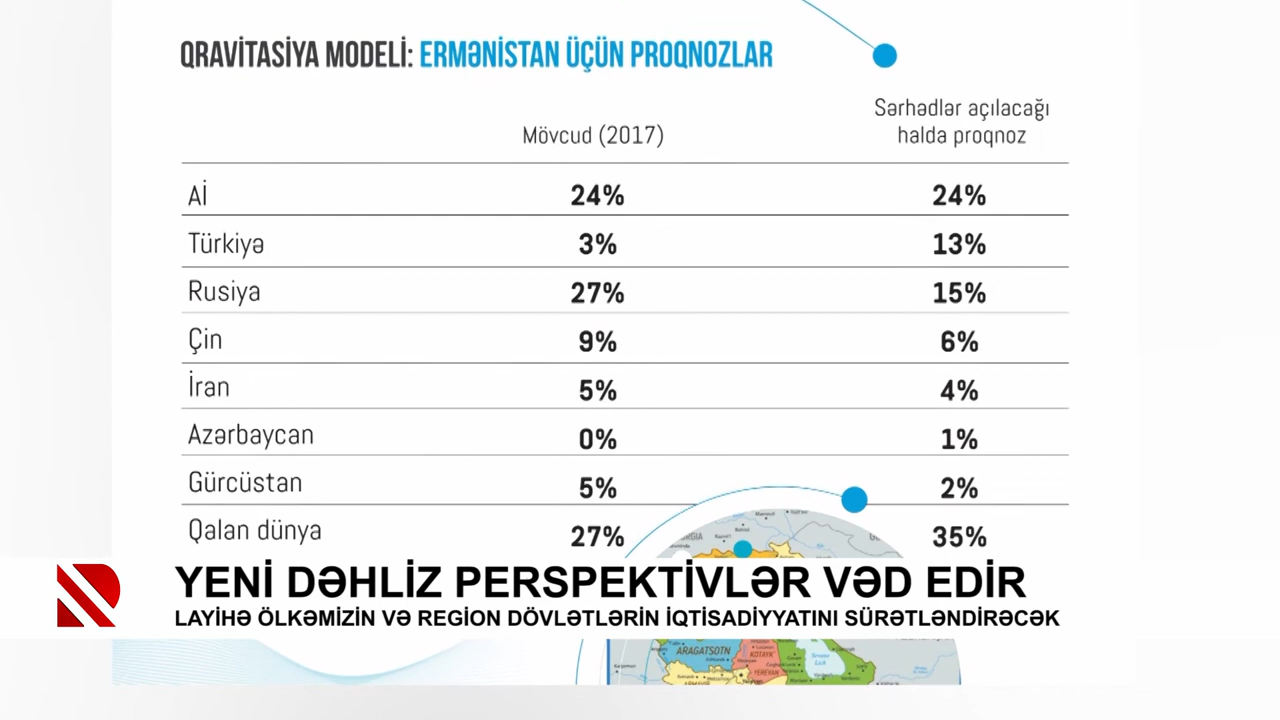 QRAVİTASİYA MODELİ: ERMƏNİSTAN ÜÇÜN PROQNOZLAR
Mövcud (2017)
Sərhədlər açılacağı
halda proqnoz
Aİ 24% 24%
Türkiyə 3% 13%
Rusiya 27% 15%
Çin 9% 6%
İran 5% 4%
Azərbaycan 0% 1%
Gürcüstan 5% 2%
Qalan dünya 27% 35%
YENİ DƏHLİZ PERSPEKTİVLƏR VƏD EDİR
LAYİHƏ ÖLKƏMİZİN VƏ REGION DÖVLƏTLƏRİN İQTİSADİYYATINI SÜRƏTLƏNDİRƏCƏK
ARAGATSOTN
KOTAYK
YEREVAN